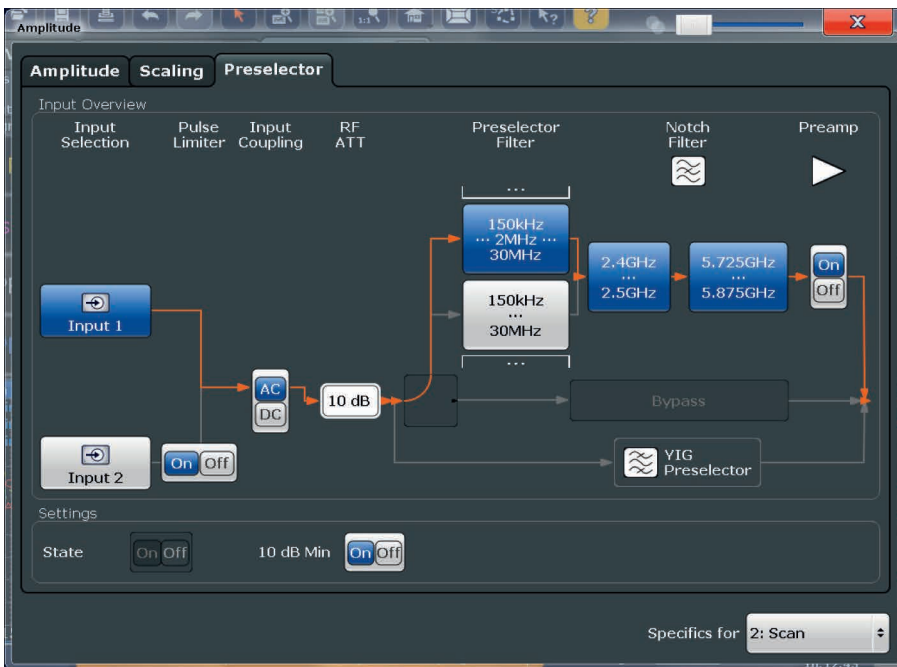 Amplitude
1:1
?
?
X
Amplitude Scaling Preselector
Input Overview
Input Selection
Pulse Limiter
Input Coupling
RF ATT
Preselector Filter
Notch Filter
Preamp
...
150kHz
... 2MHz ...
30MHz
2.4GHz
...
2.5GHz
5.725GHz
...
5.875GHz
On
Off
Input 1
150kHz
...
30MHz
...
AC
DC
10 dB
Bypass
Input 2
On Off
YIG
Preselector
Settings
State On Off 10 dB Min On Off
Specifics for 2: Scan